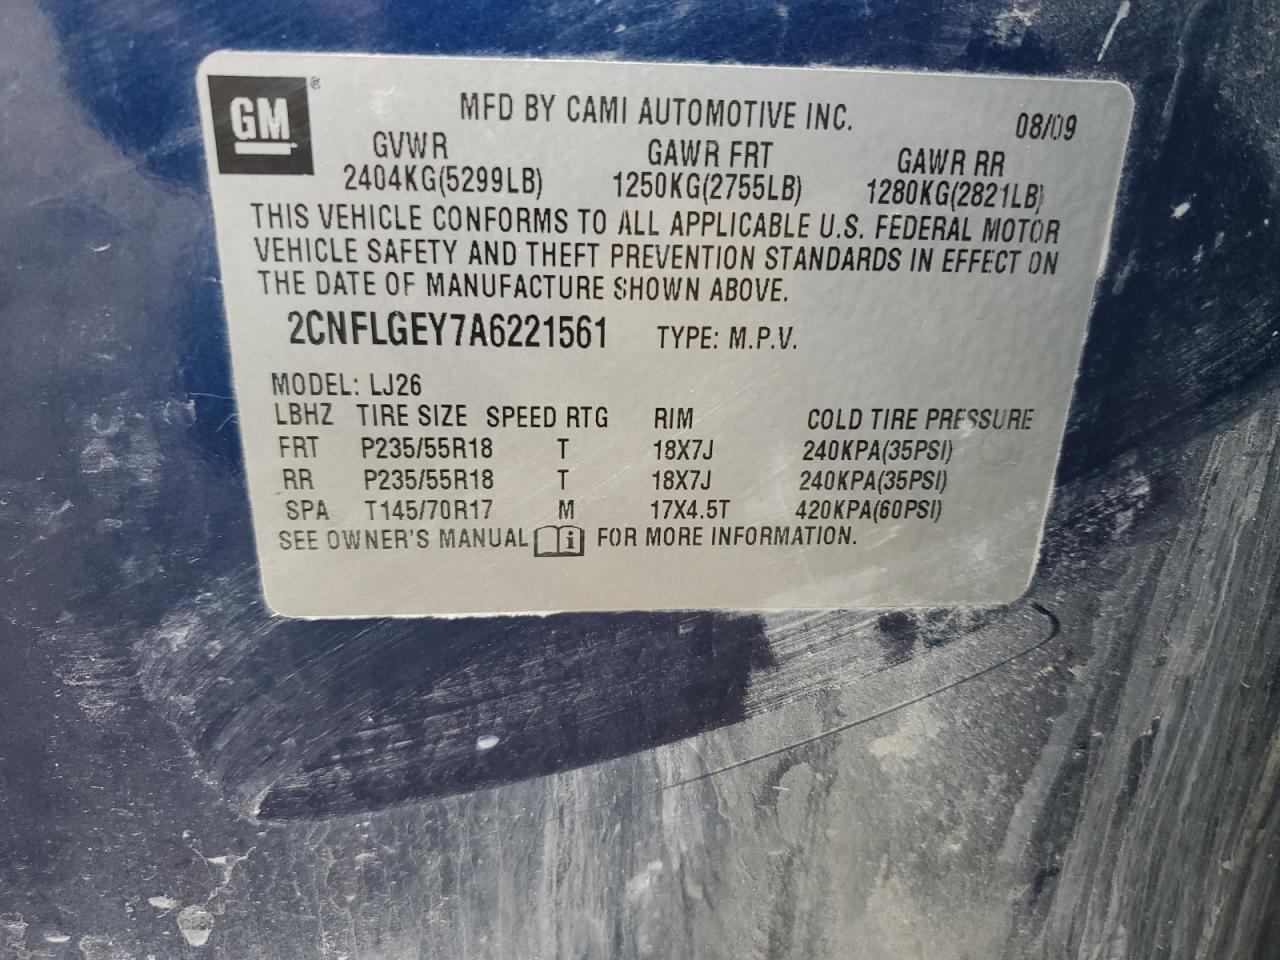 GM ®
MFD BY CAMI AUTOMOTIVE INC. 08/09
GVWR GAWR FRT GAWR RR
2404KG(5299LB) 1250KG(2755LB) 1280KG(2821LB)
THIS VEHICLE CONFORMS TO ALL APPLICABLE U.S. FEDERAL MOTOR
VEHICLE SAFETY AND THEFT PREVENTION STANDARDS IN EFFECT ON
THE DATE OF MANUFACTURE SHOWN ABOVE.
2CNFLGEY7A6221561 TYPE: M.P.V.
MODEL: LJ26
LBHZ TIRE SIZE SPEED RTG RIM COLD TIRE PRESSURE
FRT P235/55R18 T 18X7J 240KPA(35PSI)
RR P235/55R18 T 18X7J 240KPA(35PSI)
SPA T145/70R17 M 17X4.5T 420KPA(60PSI)
SEE OWNER'S MANUAL i FOR MORE INFORMATION.